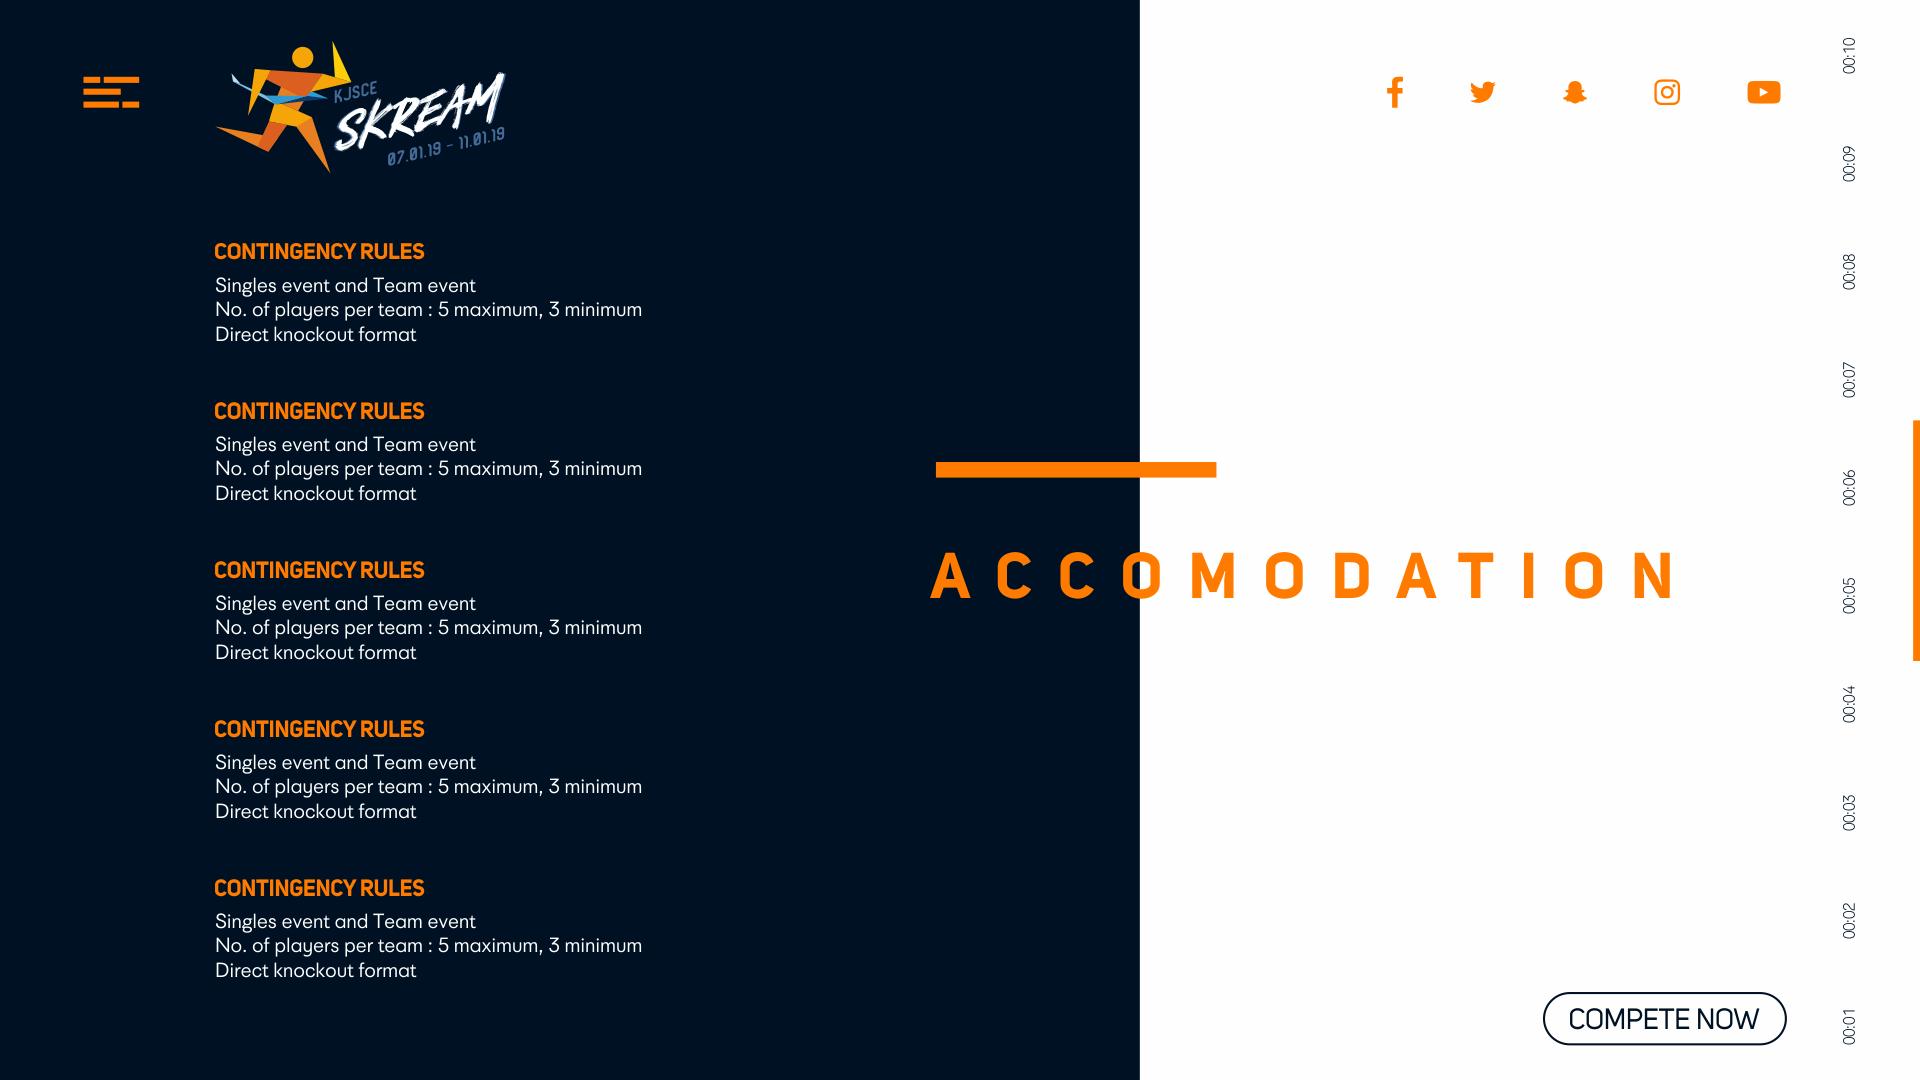 KJSCE
SKREAM
07.01.19 - 11.01.19
CONTINGENCY RULES
Singles event and Team event
No. of players per team : 5 maximum, 3 minimum
Direct knockout format
CONTINGENCY RULES
Singles event and Team event
No. of players per team : 5 maximum, 3 minimum
Direct knockout format
CONTINGENCY RULES
Singles event and Team event
No. of players per team : 5 maximum, 3 minimum
Direct knockout format
CONTINGENCY RULES
Singles event and Team event
No. of players per team : 5 maximum, 3 minimum
Direct knockout format
CONTINGENCY RULES
Singles event and Team event
No. of players per team : 5 maximum, 3 minimum
Direct knockout format
ACCOMODATION
COMPETE NOW
00:10
00:09
00:08
00:07
00:06
00:05
00:04
00:03
00:02
00:01